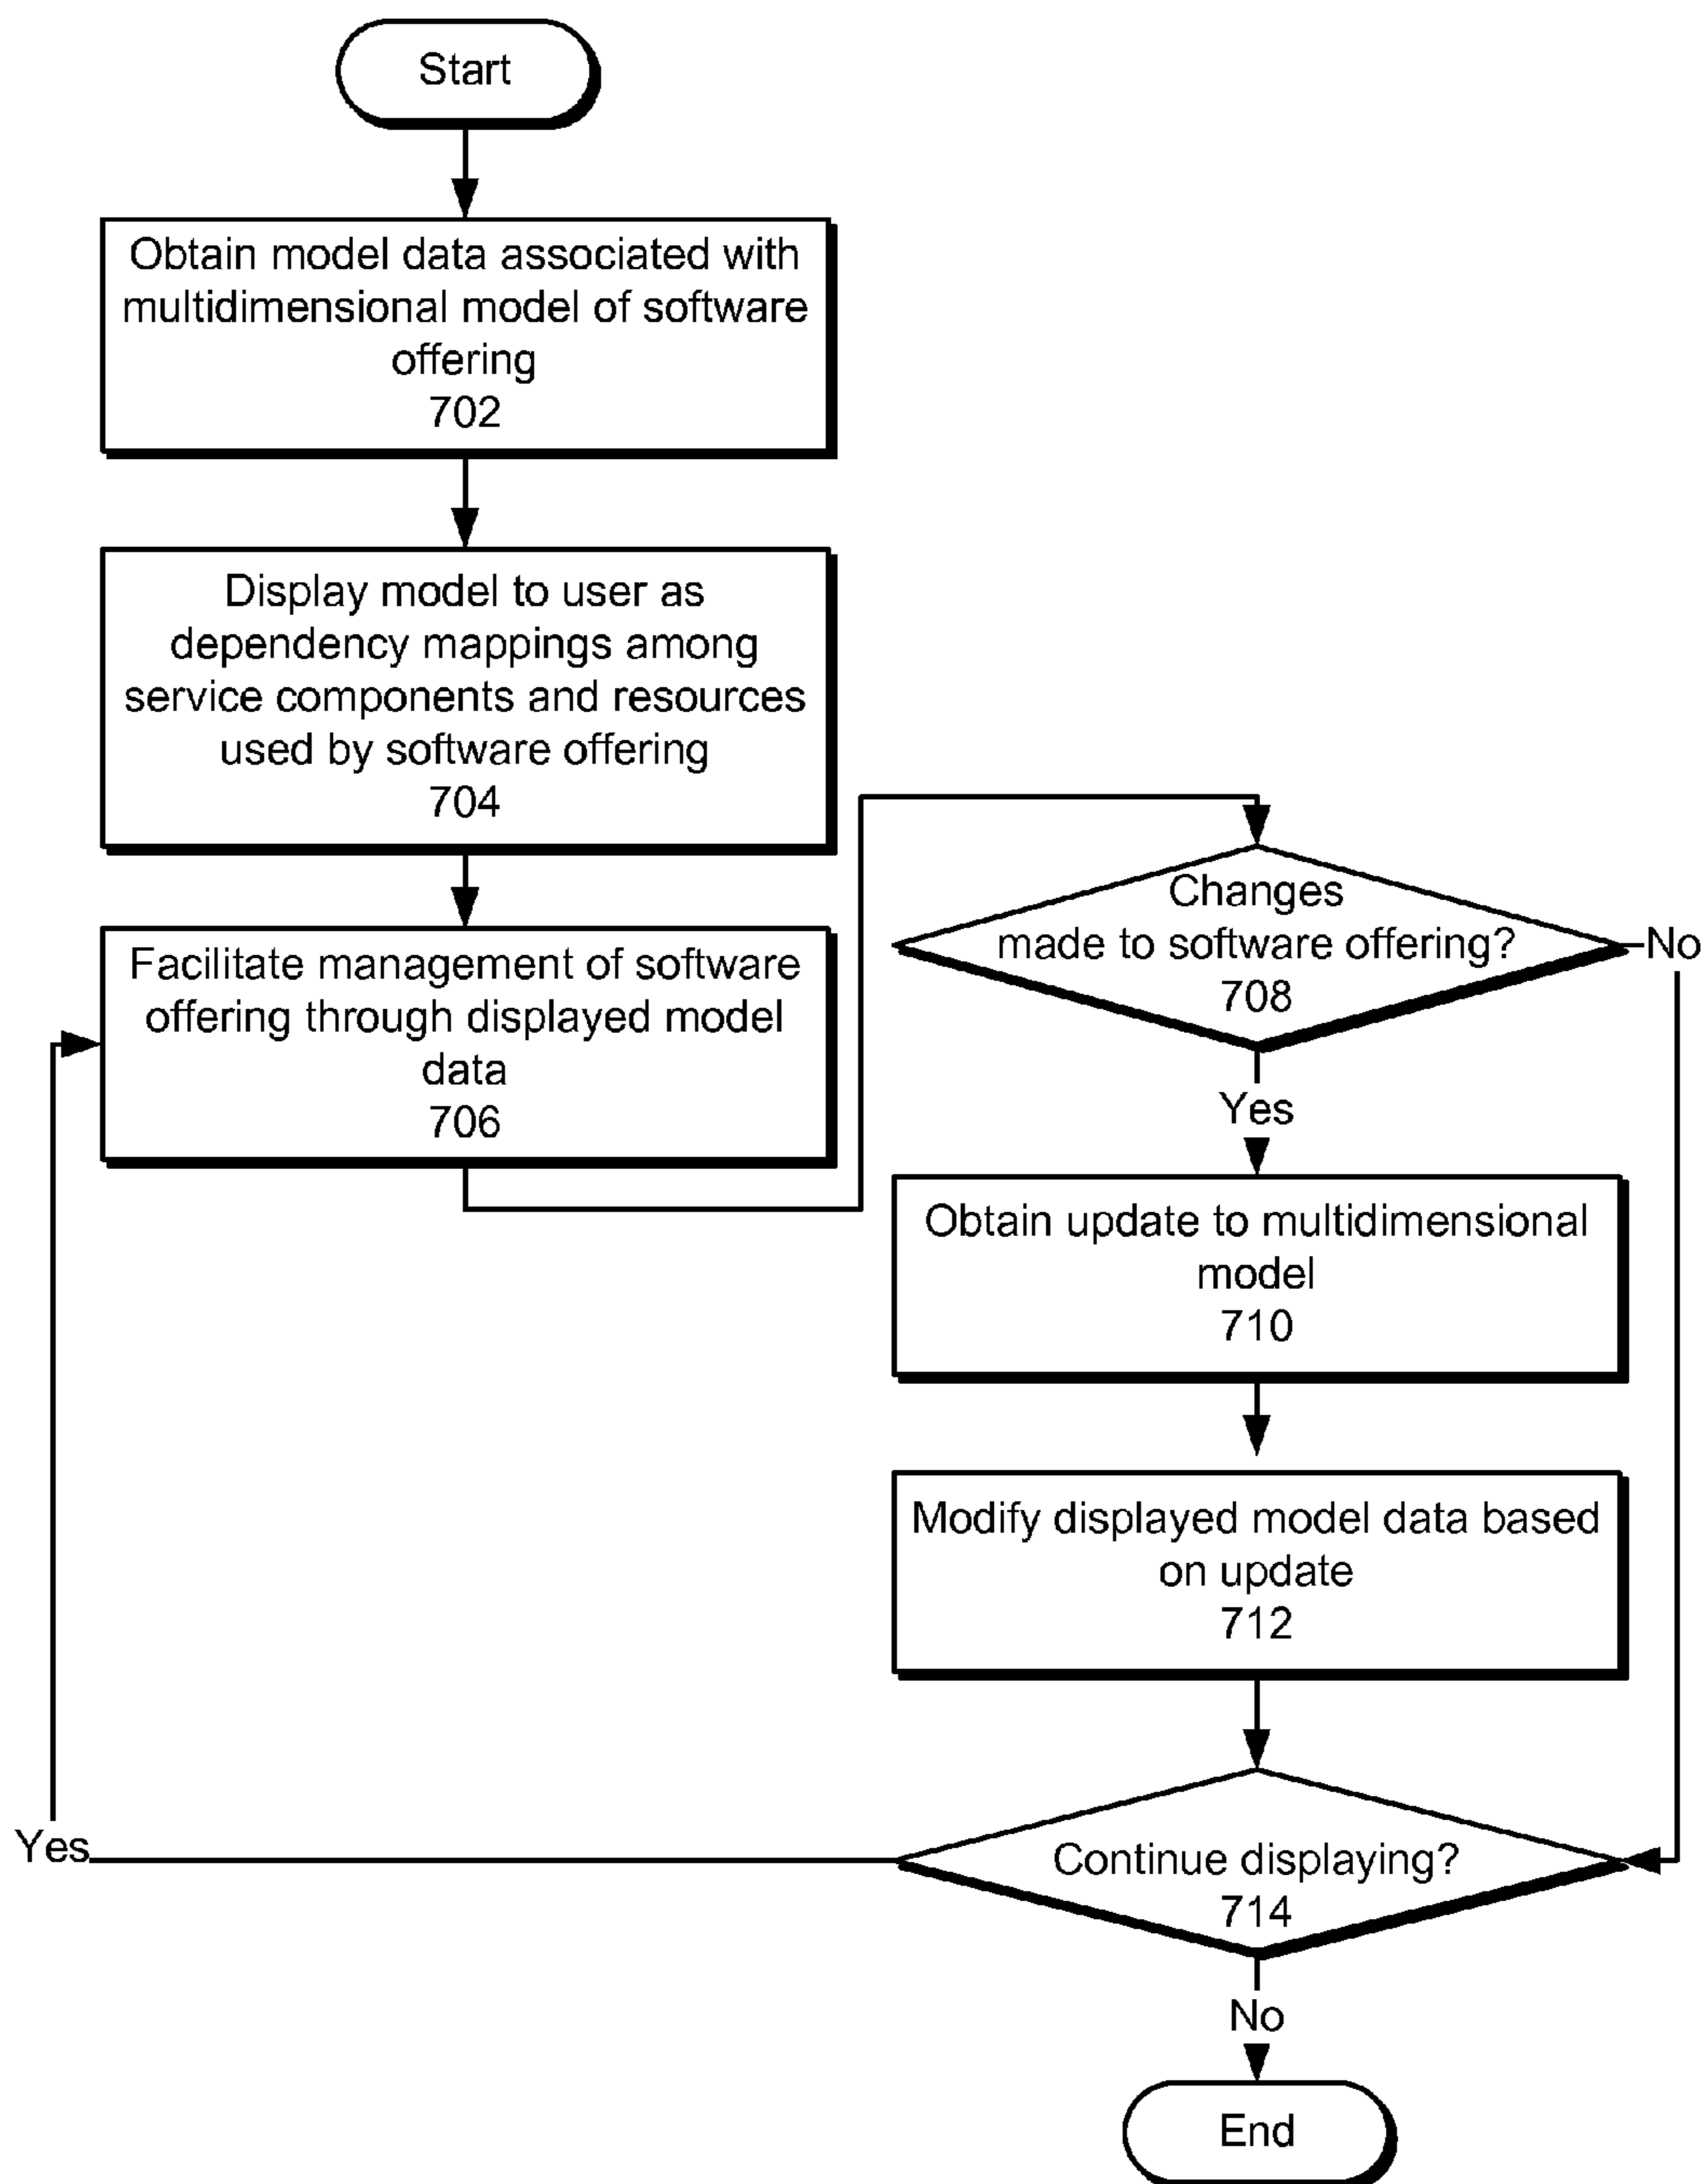 Start
Obtain model data associated with
multidimensional model of software
offering
702
Display model to user as
dependency mappings among
service components and resources
used by software offering
704
Facilitate management of software
offering through displayed model
data
706
Changes
made to software offering?
708
No
Yes
Obtain update to multidimensional
model
710
Modify displayed model data based
on update
712
Continue displaying?
714
Yes
No
End